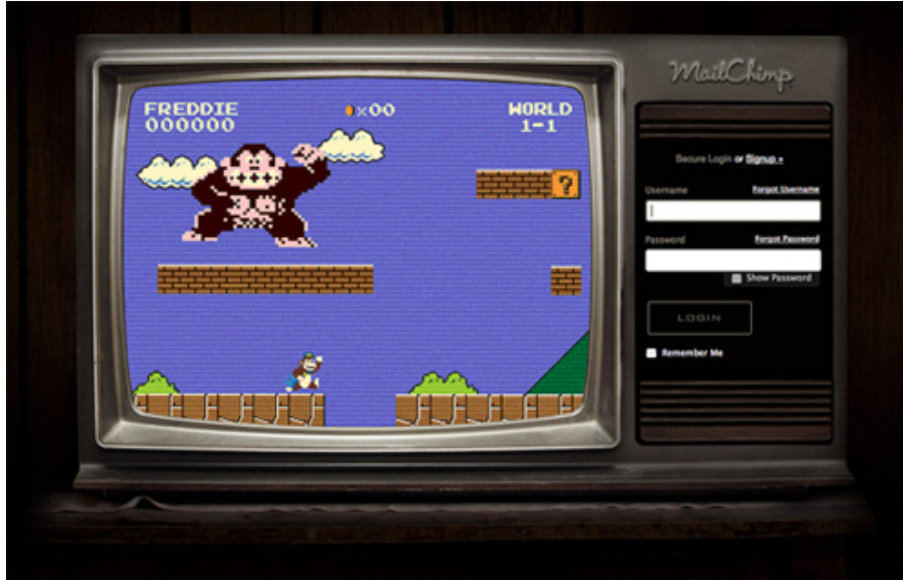 MailChimp
FREDDIE
000000
x00
WORLD
1-1
?
Secure Login or Signup »
Username
Forgot Username
Password
Forgot Password
Show Password
LOGIN
Remember Me